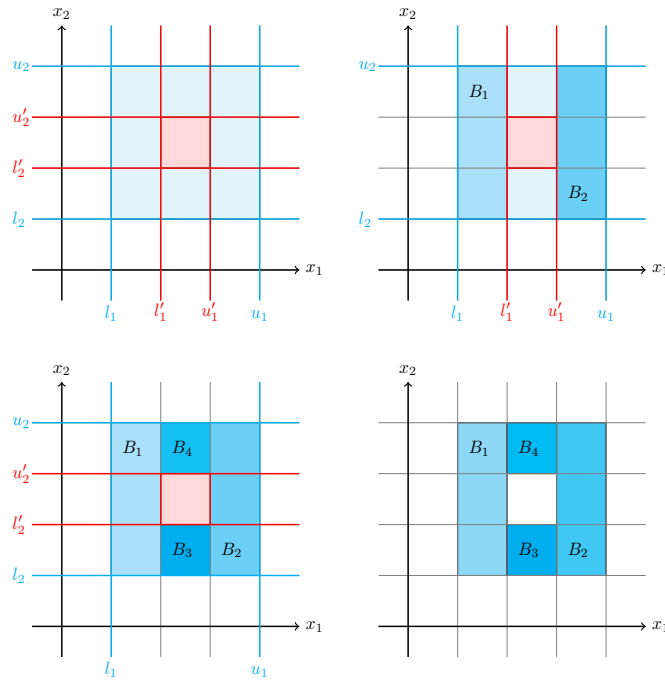 x₂ x₂
u₂ u₂
B₁
u′₂
l′₂
B₂
l₂ l₂
x₁ x₁
l₁ l′₁ u′₁ u₁ l₁ l′₁ u′₁ u₁
x₂ x₂
u₂
B₁ B₄ B₁ B₄
u′₂
l′₂
B₃ B₂ B₃ B₂
l₂
x₁ x₁
l₁ u₁